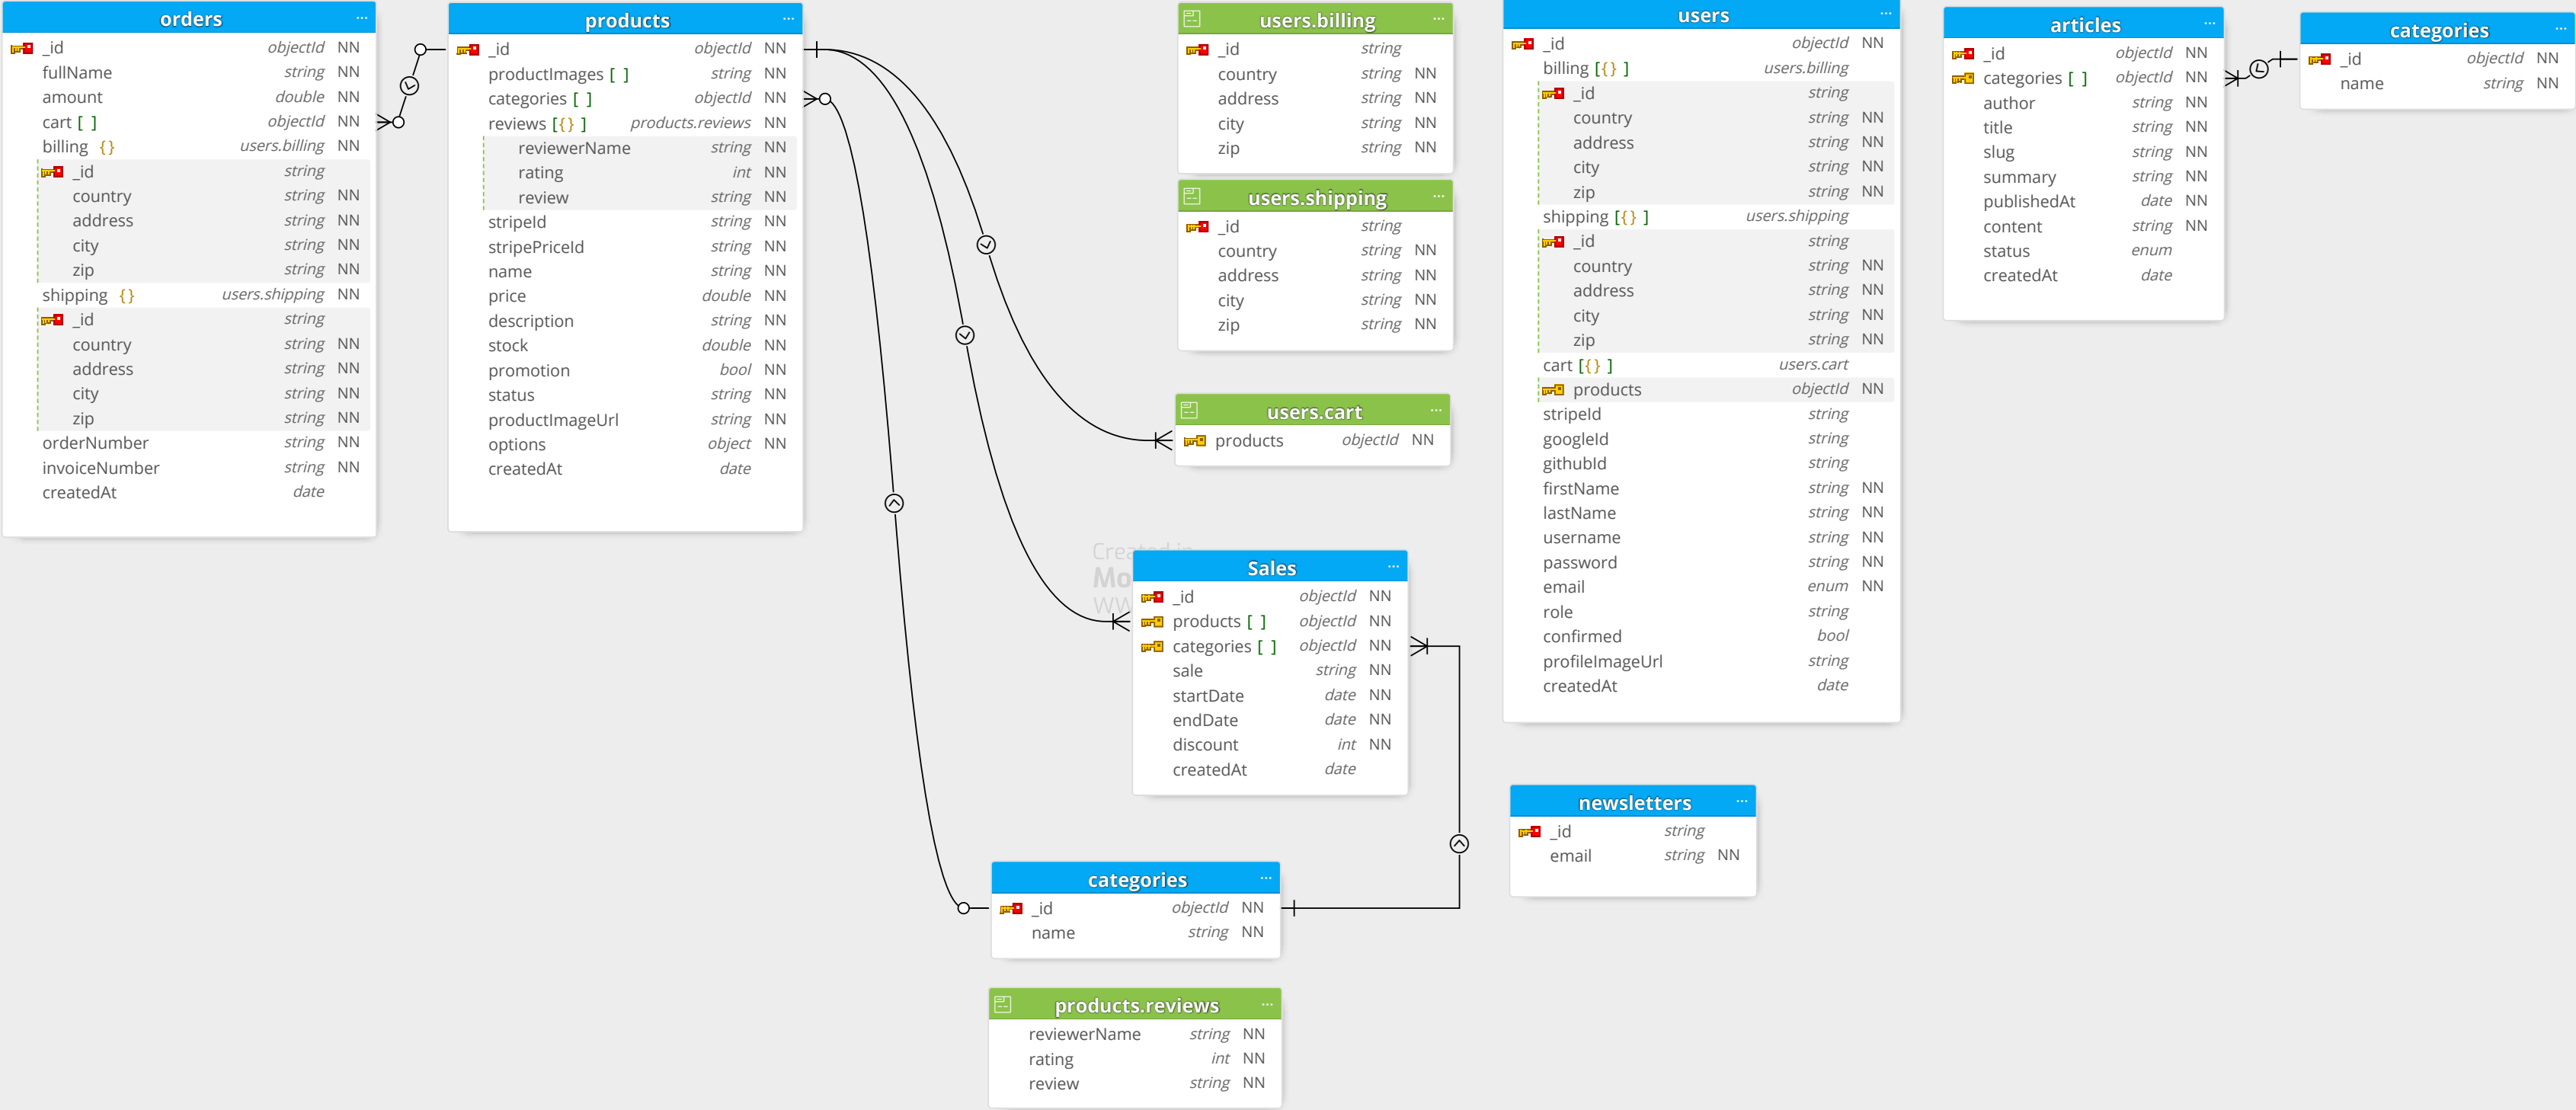 orders ...
_id objectId NN
fullName string NN
amount double NN
cart [ ] objectId NN
billing {} users.billing NN
_id string
country string NN
address string NN
city string NN
zip string NN
shipping {} users.shipping NN
_id string
country string NN
address string NN
city string NN
zip string NN
orderNumber string NN
invoiceNumber string NN
createdAt date
products ...
_id objectId NN
productImages [ ] string NN
categories [ ] objectId NN
reviews [{} ] products.reviews NN
reviewerName string NN
rating int NN
review string NN
stripeId string NN
stripePriceId string NN
name string NN
price double NN
description string NN
stock double NN
promotion bool NN
status string NN
productImageUrl string NN
options object NN
createdAt date
users.billing ...
_id string
country string NN
address string NN
city string NN
zip string NN
users.shipping ...
_id string
country string NN
address string NN
city string NN
zip string NN
users.cart ...
products objectId NN
Created in
Sales ...
_id objectId NN
products [ ] objectId NN
categories [ ] objectId NN
sale string NN
startDate date NN
endDate date NN
discount int NN
createdAt date
categories ...
_id objectId NN
name string NN
products.reviews ...
reviewerName string NN
rating int NN
review string NN
users ...
_id objectId NN
billing [{} ] users.billing
_id string
country string NN
address string NN
city string NN
zip string NN
shipping [{} ] users.shipping
_id string
country string NN
address string NN
city string NN
zip string NN
cart [{} ] users.cart
products objectId NN
stripeId string
googleId string
githubId string
firstName string NN
lastName string NN
username string NN
password string NN
email enum NN
role string
confirmed bool
profileImageUrl string
createdAt date
newsletters ...
_id string
email string NN
articles ...
_id objectId NN
categories [ ] objectId NN
author string NN
title string NN
slug string NN
summary string NN
publishedAt date NN
content string NN
status enum
createdAt date
categories ...
_id objectId NN
name string NN